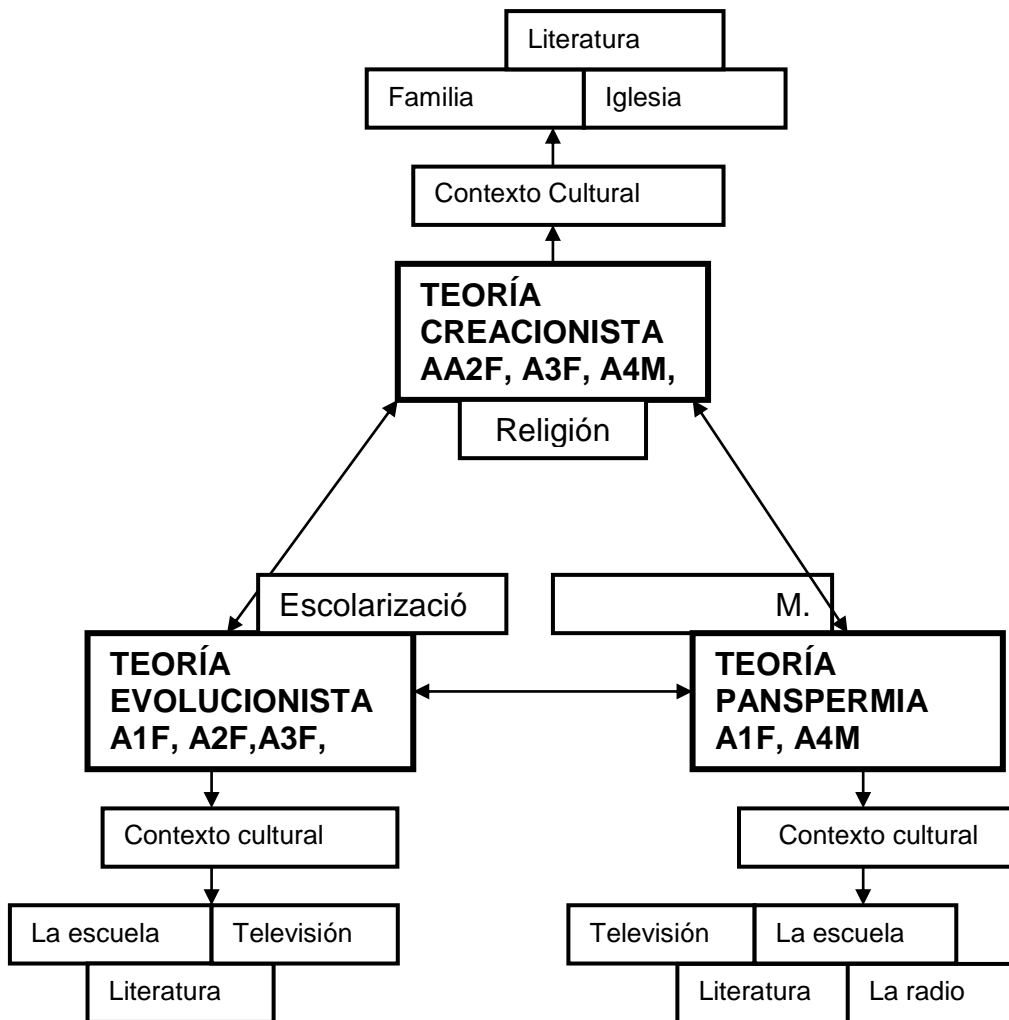 Literatura
Familia
Iglesia
Contexto Cultural
TEORÍA
CREACIONISTA
AA2F, A3F, A4M,
Religión
Escolarizació
M.
TEORÍA
EVOLUCIONISTA
A1F, A2F,A3F,
TEORÍA
PANSPERMIA
A1F, A4M
Contexto cultural
Contexto cultural
La escuela
Televisión
Literatura
Televisión
La escuela
Literatura
La radio